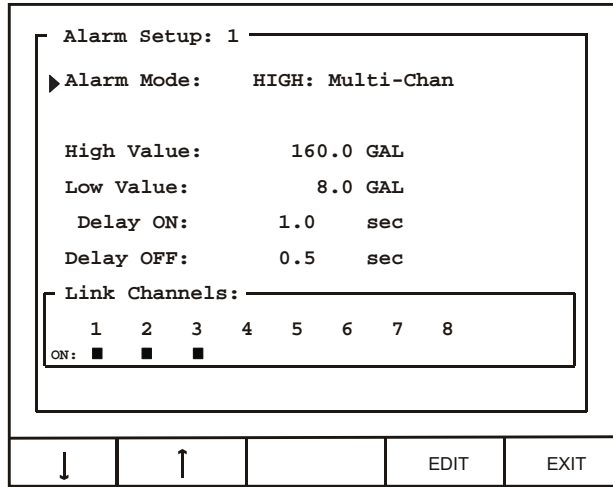 Alarm Setup: 1
Alarm Mode: HIGH: Multi-Chan
High Value: 160.0 GAL
Low Value: 8.0 GAL
Delay ON: 1.0 sec
Delay OFF: 0.5 sec
Link Channels:
1 2 3 4 5 6 7 8
ON: ■ ■ ■
↓ ↑ EDIT EXIT